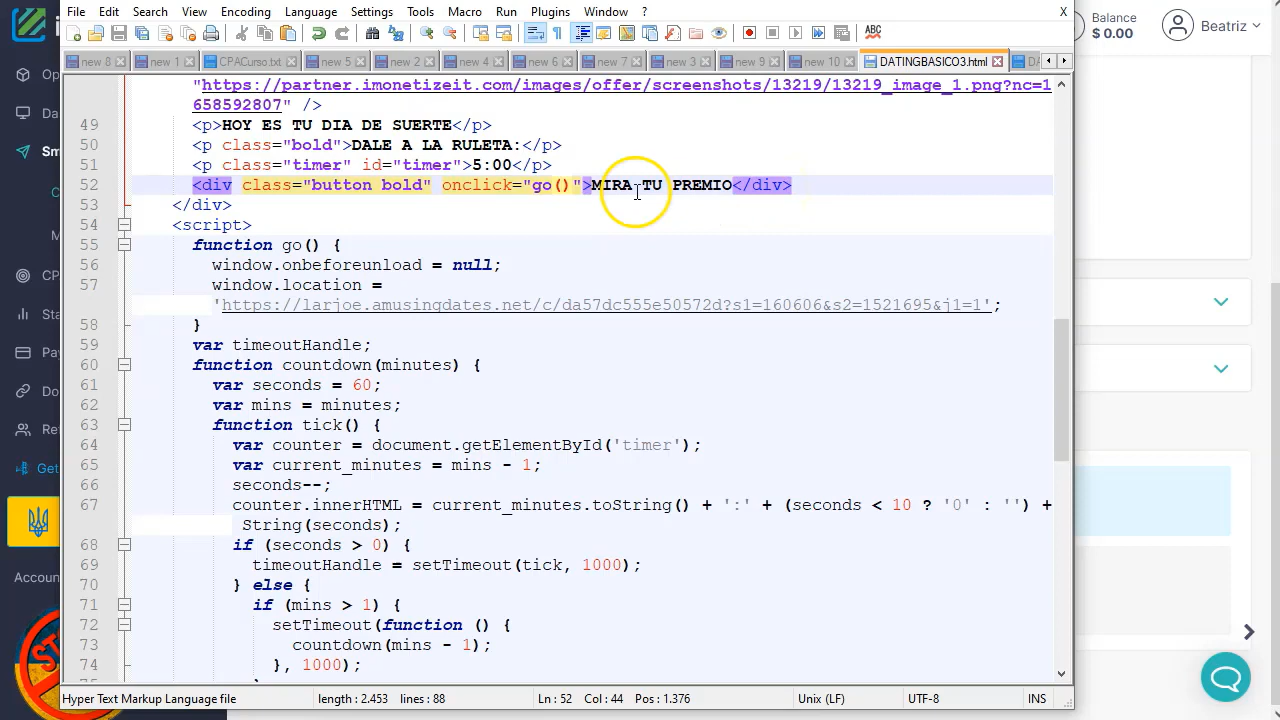 File Edit Search View Encoding Language Settings Tools Macro Run Plugins Window ? X
new 8 new 1 CPACurso.txt new 5 new 2 new 4 new 6 new 7 new 3 new 9 new 10 DATINGBASICO3.html
"https://partner.imonetizeit.com/images/offer/screenshots/13219/13219_image_1.png?nc=1
658592807" />
49 <p>HOY ES TU DIA DE SUERTE</p>
50 <p class="bold">DALE A LA RULETA:</p>
51 <p class="timer" id="timer">5:00</p>
52 <div class="button bold" onclick="go()">MIRA TU PREMIO</div>
53 </div>
54 <script>
55 function go() {
56 window.onbeforeunload = null;
57 window.location =
'https://larjoe.amusingdates.net/c/da57dc555e50572d?s1=160606&s2=1521695&j1=1';
58 }
59 var timeoutHandle;
60 function countdown(minutes) {
61 var seconds = 60;
62 var mins = minutes;
63 function tick() {
64 var counter = document.getElementById('timer');
65 var current_minutes = mins - 1;
66 seconds--;
67 counter.innerHTML = current_minutes.toString() + ':' + (seconds < 10 ? '0' : '') +
String(seconds);
68 if (seconds > 0) {
69 timeoutHandle = setTimeout(tick, 1000);
70 } else {
71 if (mins > 1) {
72 setTimeout(function () {
73 countdown(mins - 1);
74 }, 1000);
Hyper Text Markup Language file length : 2.453 lines : 88 Ln : 52 Col : 44 Pos : 1.376 Unix (LF) UTF-8 INS
Balance
$ 0.00
Beatriz
Op
Da
Sm
C
M
CP
Sta
Pay
Do
Ref
Get
Accoun